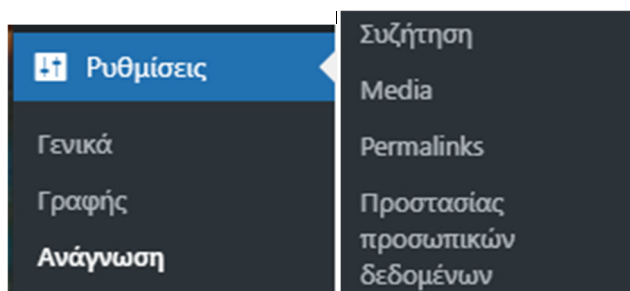 Ρυθμίσεις
Γενικά
Γραφής
Ανάγνωση
Συζήτηση
Media
Permalinks
Προστασίας
προσωπικών
δεδομένων